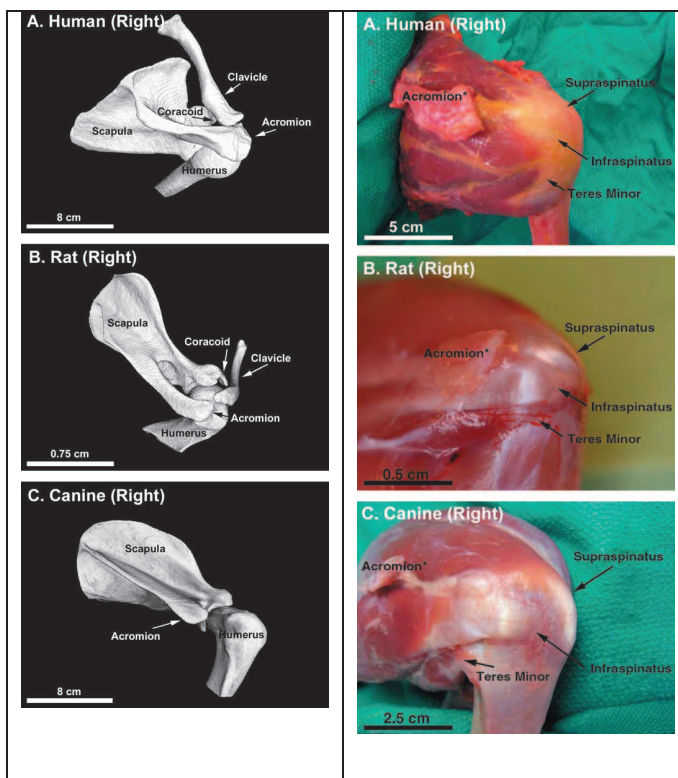 A. Human (Right)
Clavicle
Coracoid
Acromion
Scapula
Humerus
8 cm
B. Rat (Right)
Scapula
Coracoid
Clavicle
Acromion
Humerus
0.75 cm
C. Canine (Right)
Scapula
Acromion
Humerus
8 cm
A. Human (Right)
Supraspinatus
Acromion*
Infraspinatus
Teres Minor
5 cm
B. Rat (Right)
Supraspinatus
Acromion*
Infraspinatus
Teres Minor
0.5 cm
C. Canine (Right)
Supraspinatus
Acromion*
Infraspinatus
Teres Minor
2.5 cm